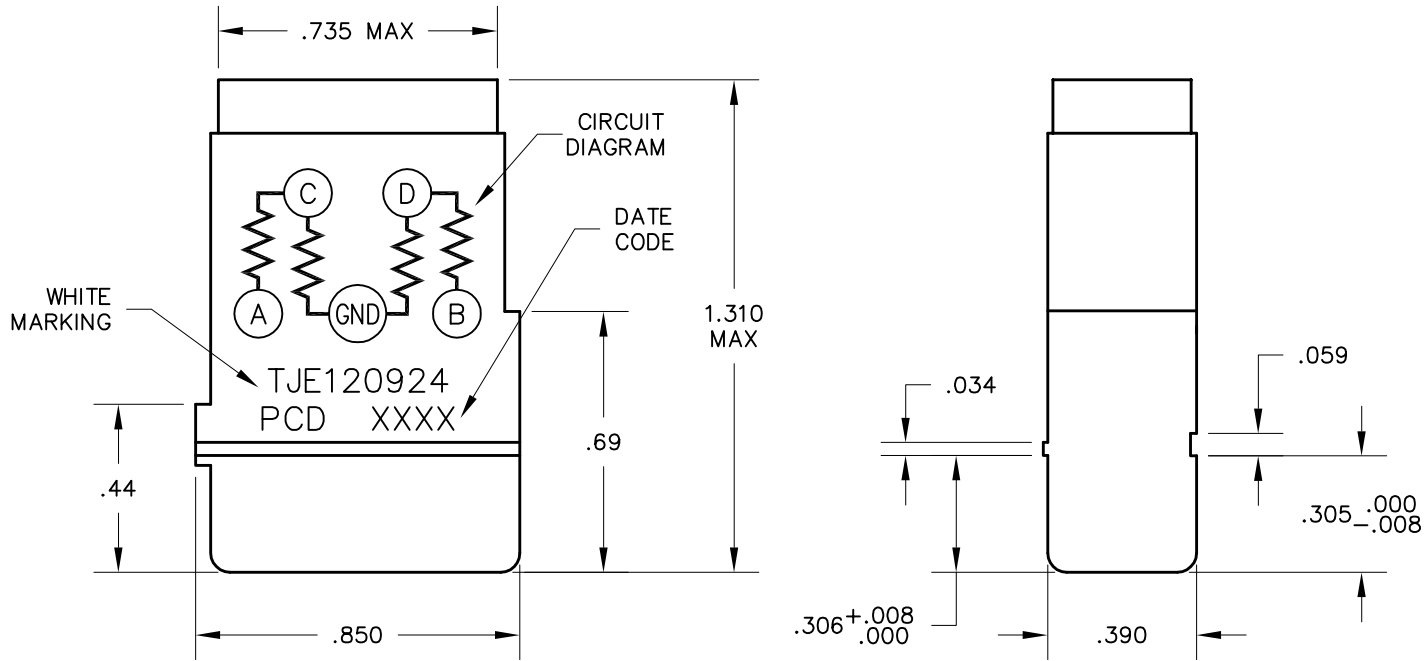 .735 MAX
CIRCUIT
DIAGRAM
C
D
DATE
CODE
WHITE
MARKING
A
GND
B
1.310
MAX
TJE120924
PCD XXXX
.44
.69
.850
.059
.034
.305 .000
-.008
.306 +.008
.000
.390